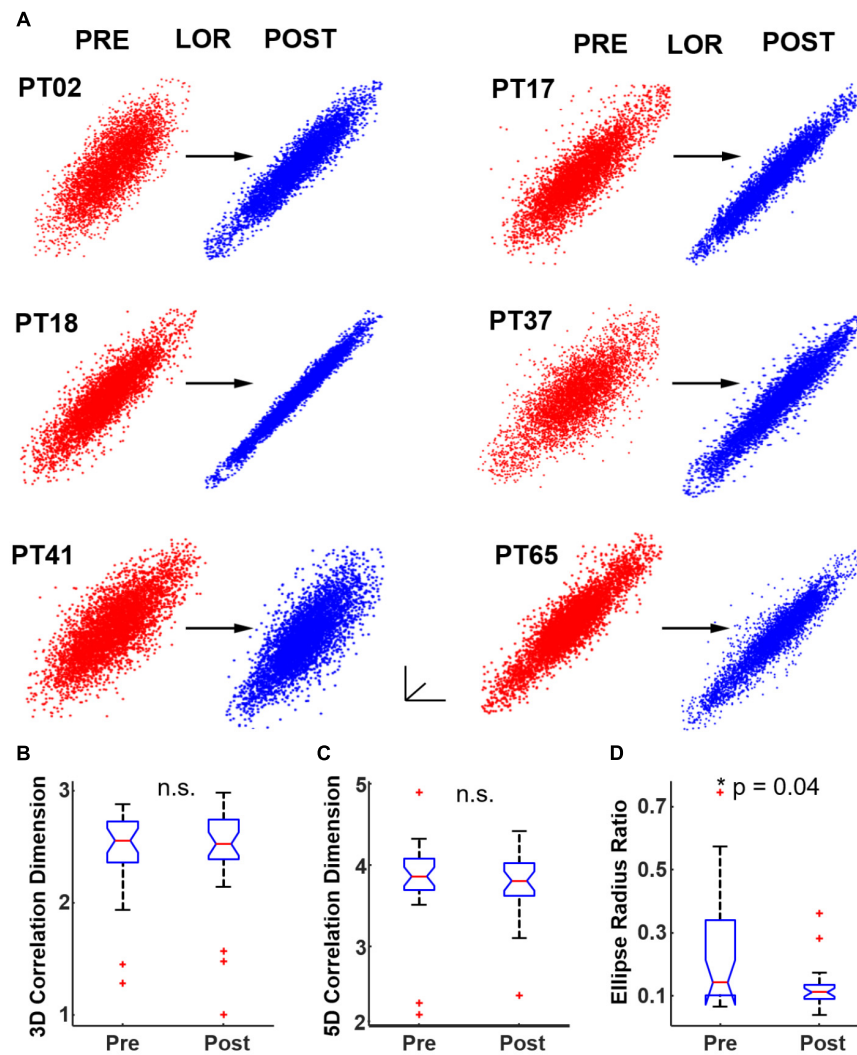 A
PRE LOR POST
PRE LOR POST
PT02
PT17
PT18
PT37
PT41
PT65
B
3D Correlation Dimension
3
2
1
n.s.
Pre Post
C
5D Correlation Dimension
5
4
3
2
n.s.
Pre Post
D
Ellipse Radius Ratio
0.7
0.5
0.3
0.1
* p = 0.04
Pre Post